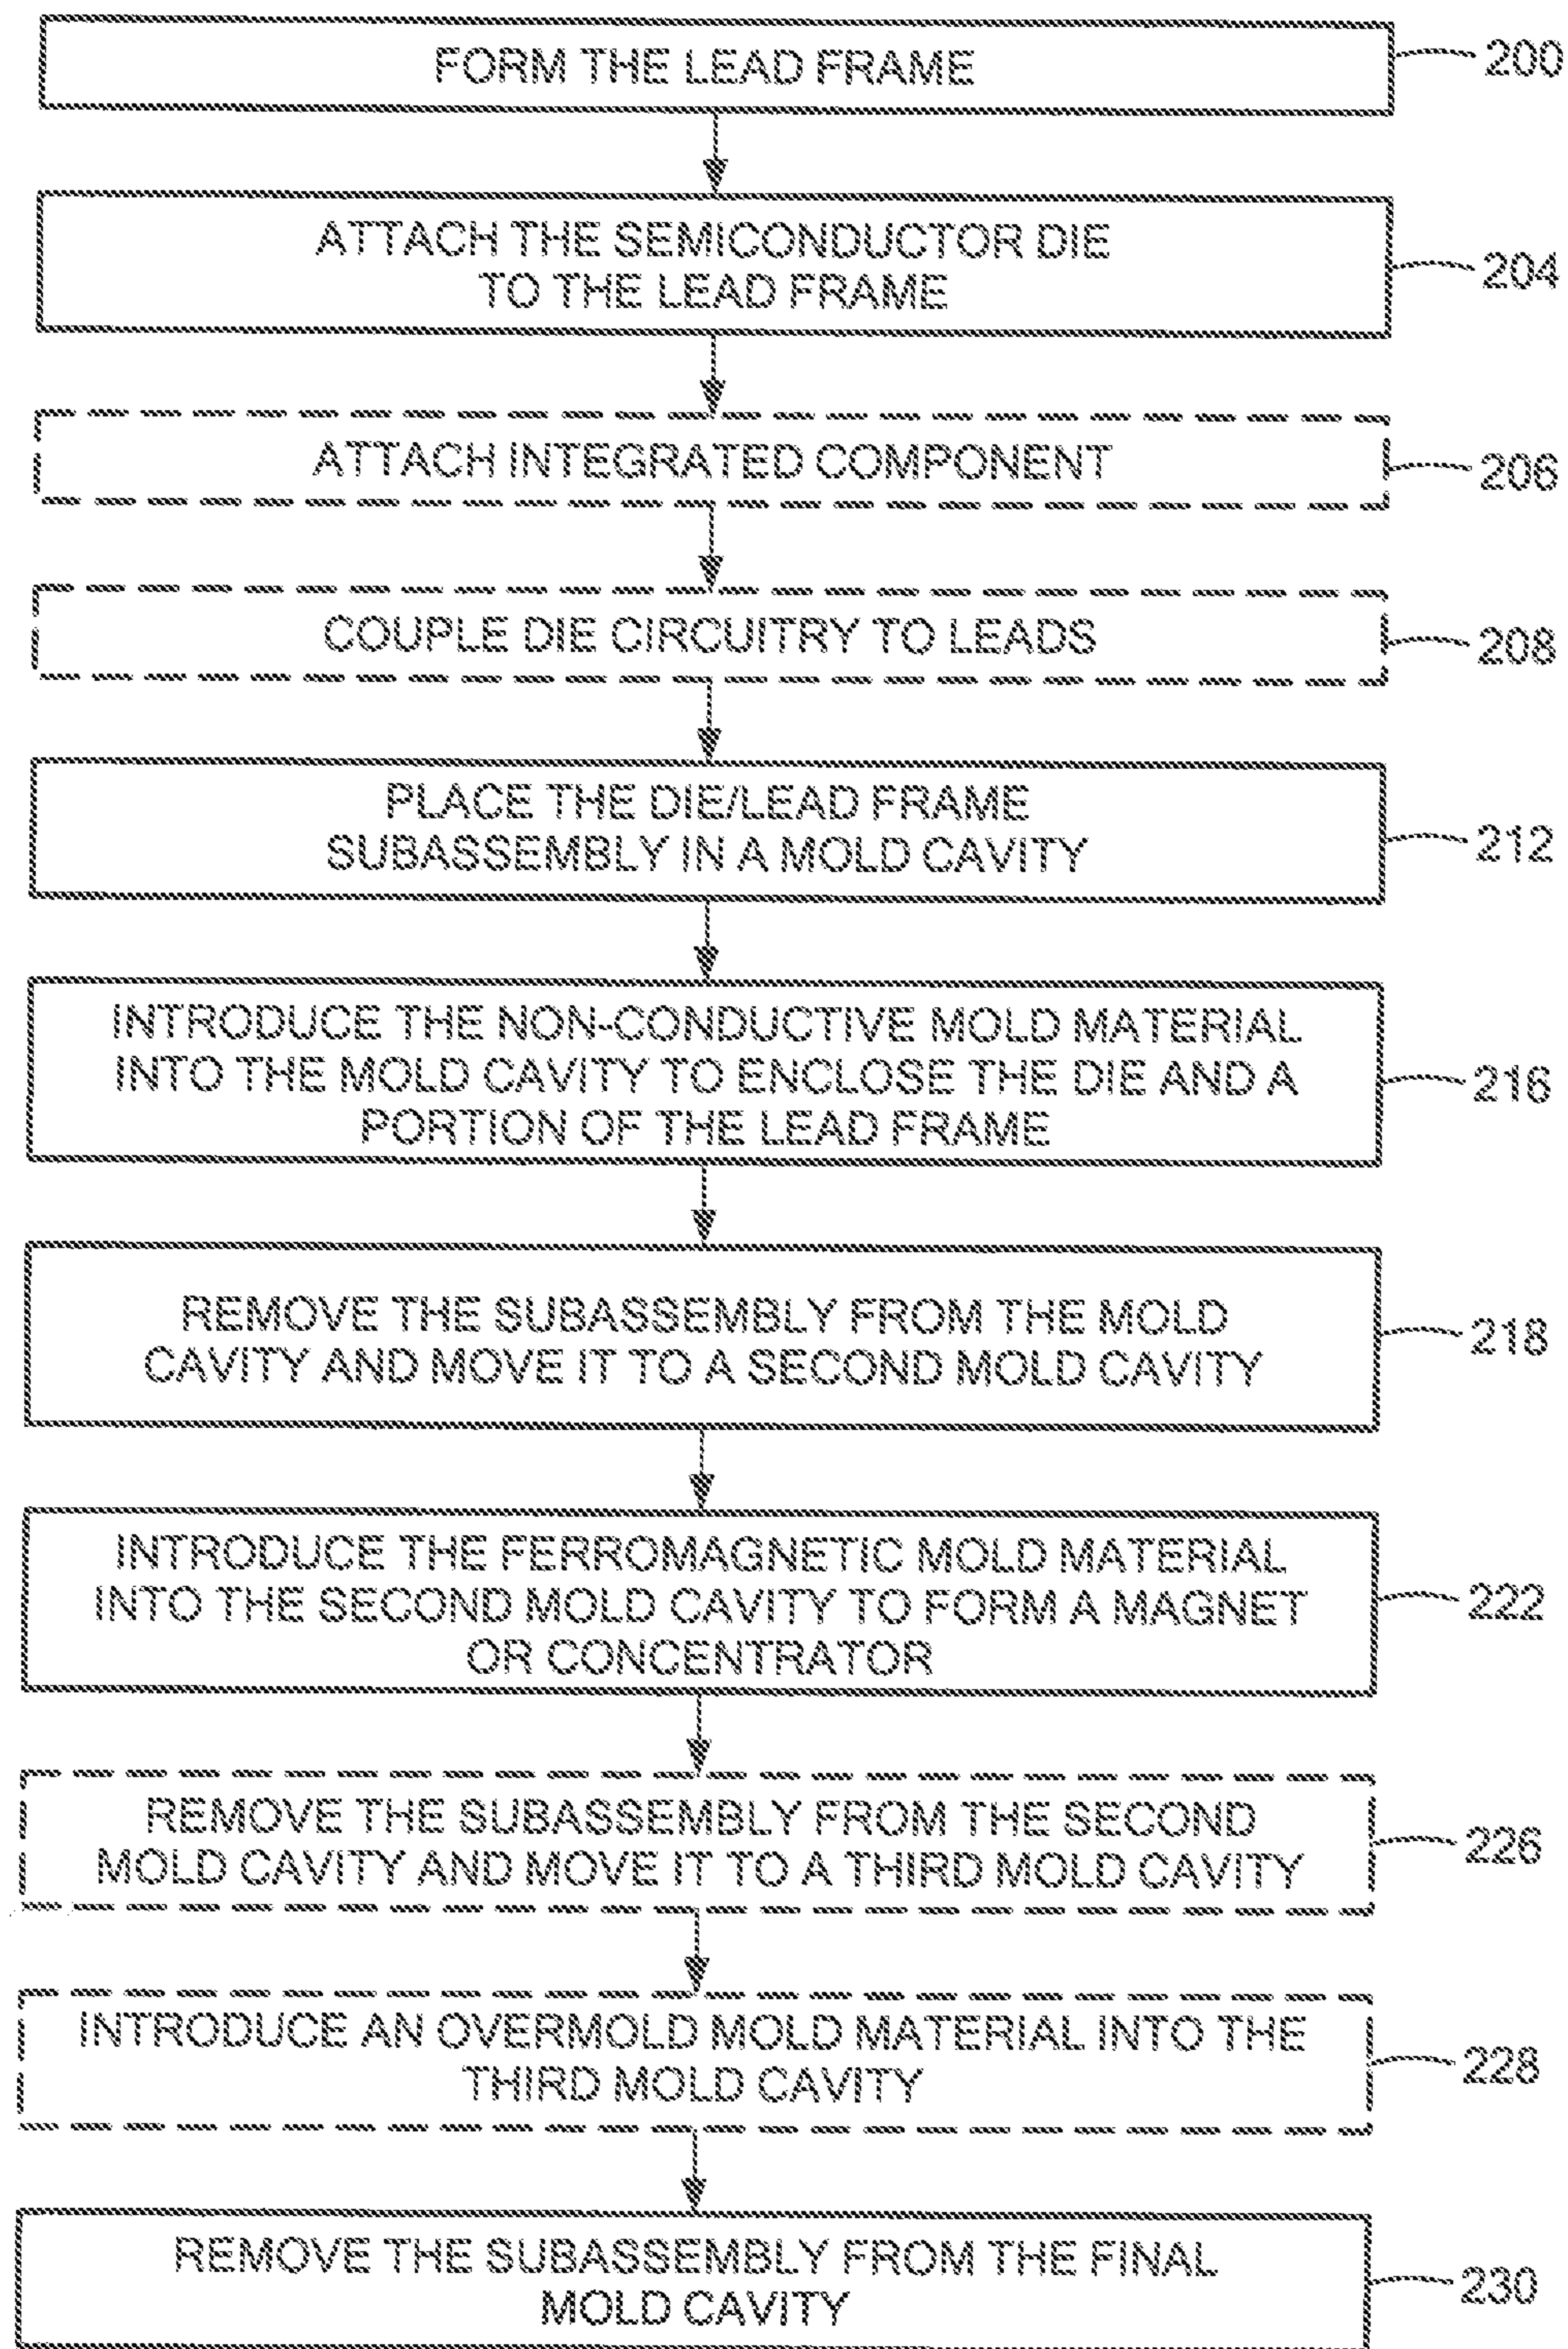 FORM THE LEAD FRAME
200
ATTACH THE SEMICONDUCTOR DIE
TO THE LEAD FRAME
204
ATTACH INTEGRATED COMPONENT
206
COUPLE DIE CIRCUITRY TO LEADS
208
PLACE THE DIE/LEAD FRAME
SUBASSEMBLY IN A MOLD CAVITY
212
INTRODUCE THE NON-CONDUCTIVE MOLD MATERIAL
INTO THE MOLD CAVITY TO ENCLOSE THE DIE AND A
PORTION OF THE LEAD FRAME
216
REMOVE THE SUBASSEMBLY FROM THE MOLD
CAVITY AND MOVE IT TO A SECOND MOLD CAVITY
218
INTRODUCE THE FERROMAGNETIC MOLD MATERIAL
INTO THE SECOND MOLD CAVITY TO FORM A MAGNET
OR CONCENTRATOR
222
REMOVE THE SUBASSEMBLY FROM THE SECOND
MOLD CAVITY AND MOVE IT TO A THIRD MOLD CAVITY
226
INTRODUCE AN OVERMOLD MOLD MATERIAL INTO THE
THIRD MOLD CAVITY
228
REMOVE THE SUBASSEMBLY FROM THE FINAL
MOLD CAVITY
230